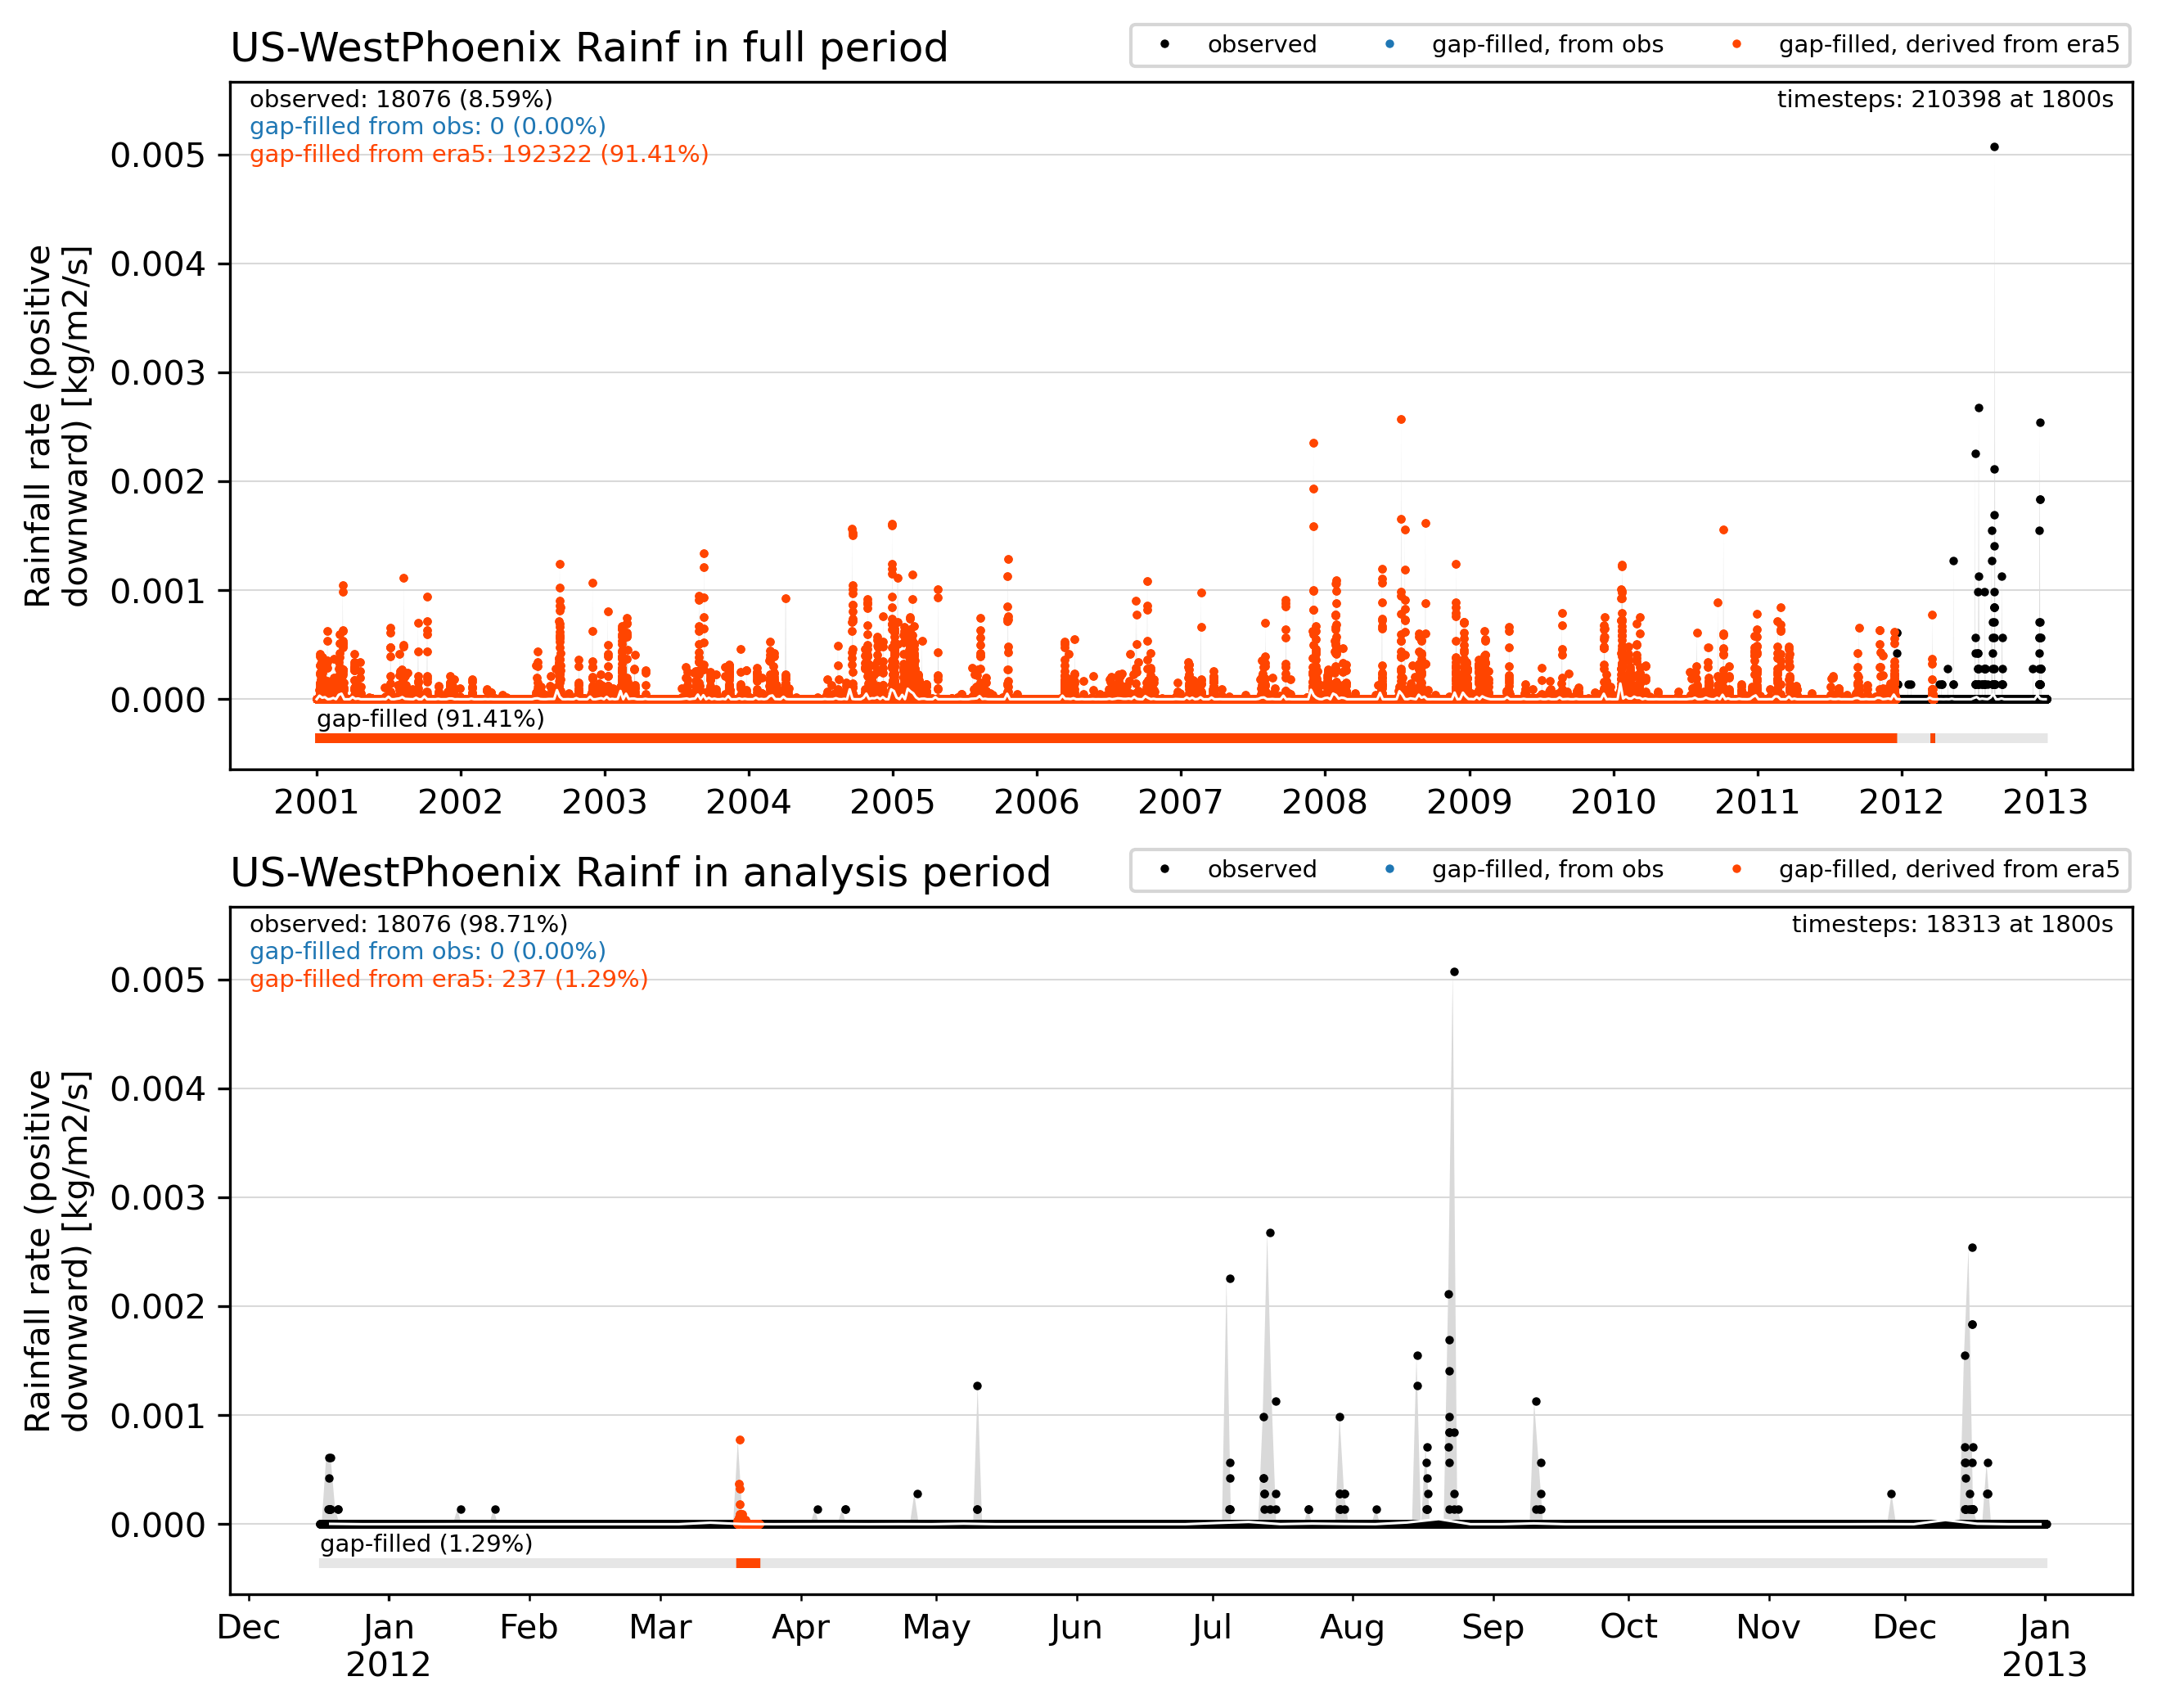 US-WestPhoenix Rainf in full period
observed
gap-filled, from obs
gap-filled, derived from era5
observed: 18076 (8.59%)
gap-filled from obs: 0 (0.00%)
gap-filled from era5: 192322 (91.41%)
timesteps: 210398 at 1800s
Rainfall rate (positive
downward) [kg/m2/s]
0.005
0.004
0.003
0.002
0.001
0.000
gap-filled (91.41%)
2001 2002 2003 2004 2005 2006 2007 2008 2009 2010 2011 2012 2013
US-WestPhoenix Rainf in analysis period
observed
gap-filled, from obs
gap-filled, derived from era5
observed: 18076 (98.71%)
gap-filled from obs: 0 (0.00%)
gap-filled from era5: 237 (1.29%)
timesteps: 18313 at 1800s
Rainfall rate (positive
downward) [kg/m2/s]
0.005
0.004
0.003
0.002
0.001
0.000
gap-filled (1.29%)
Dec Jan Feb Mar Apr May Jun Jul Aug Sep Oct Nov Dec Jan
2012 2013